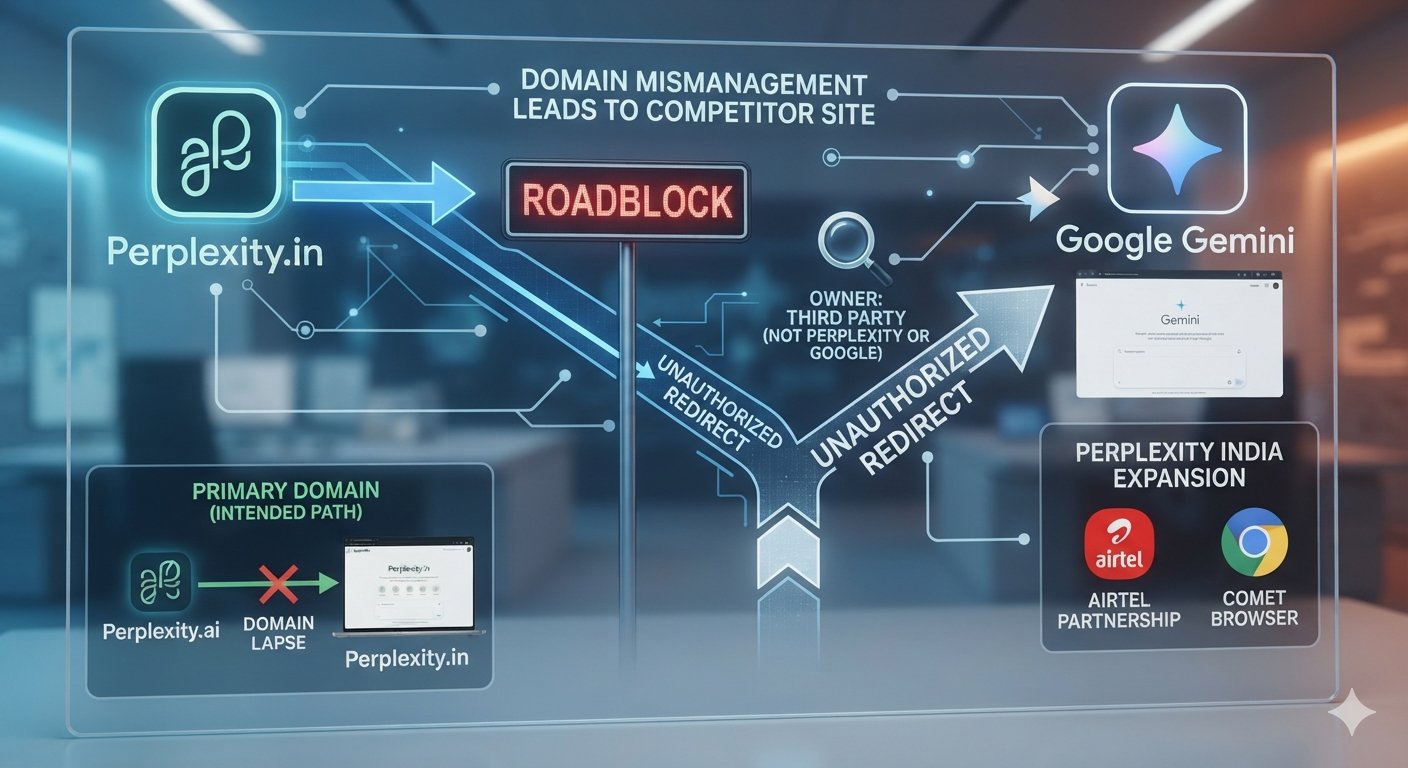 DOMAIN MISMANAGEMENT
LEADS TO COMPETITOR SITE
Perplexity.in
ROADBLOCK
Google Gemini
Gemini
OWNER:
THIRD PARTY
(NOT PERPLEXITY OR
GOOGLE)
UNAUTHORIZED
REDIRECT
UNAUTHORIZED
REDIRECT
PRIMARY DOMAIN
(INTENDED PATH)
Perplexity.ai
DOMAIN
LAPSE
Perplexity.in
PERPLEXITY INDIA
EXPANSION
airtel
AIRTEL
PARTNERSHIP
COMET
BROWSER